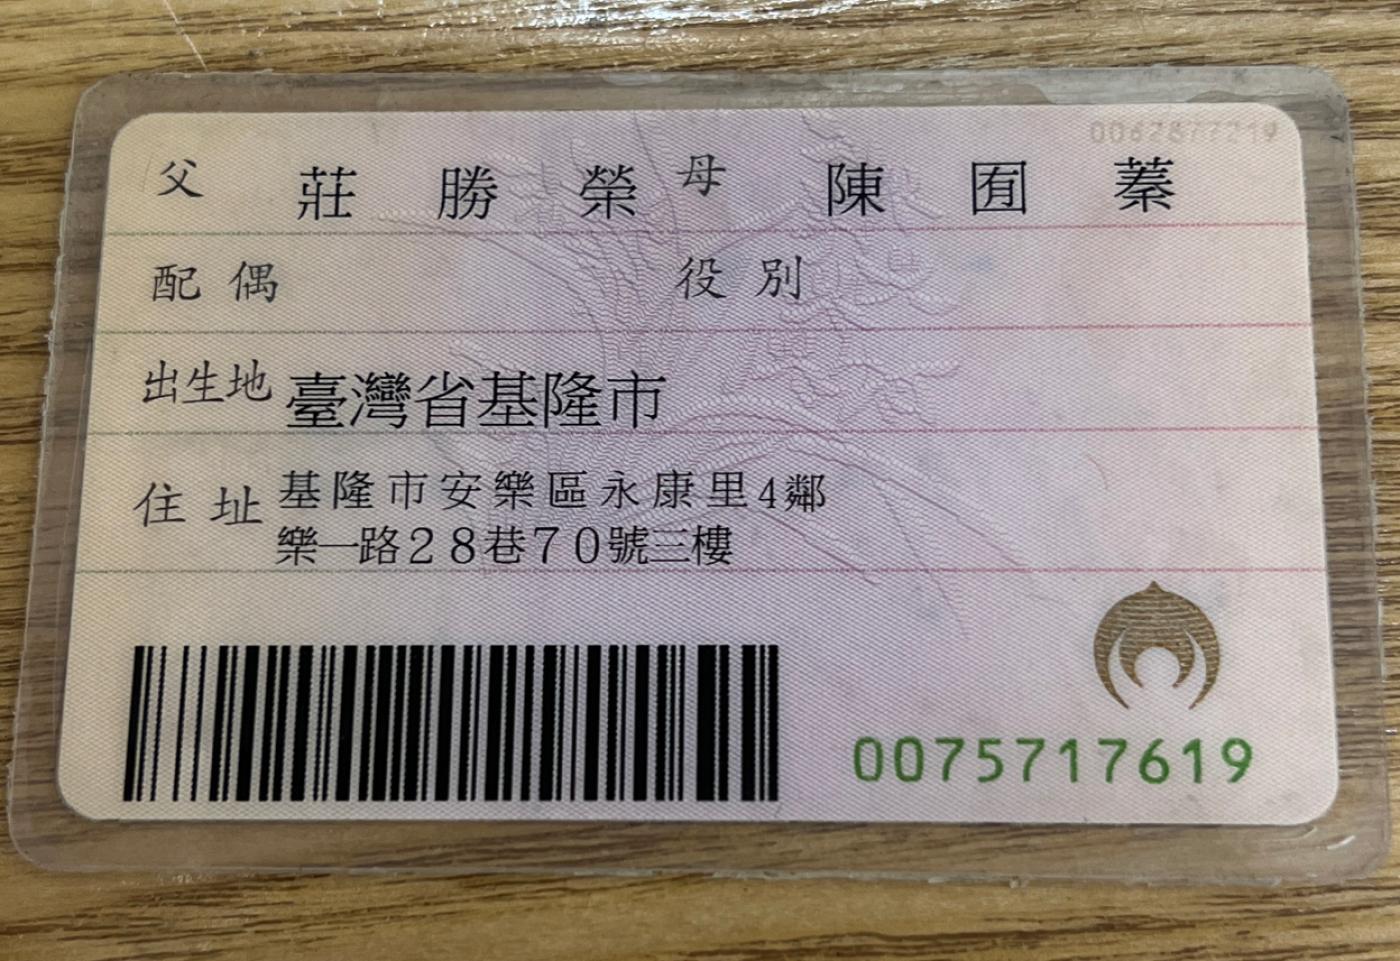 0062877219
父 莊勝榮 母 陳囿蓁
配偶 役別
出生地 臺灣省基隆市
住址 基隆市安樂區永康里4鄰
樂一路28巷70號三樓
0075717619